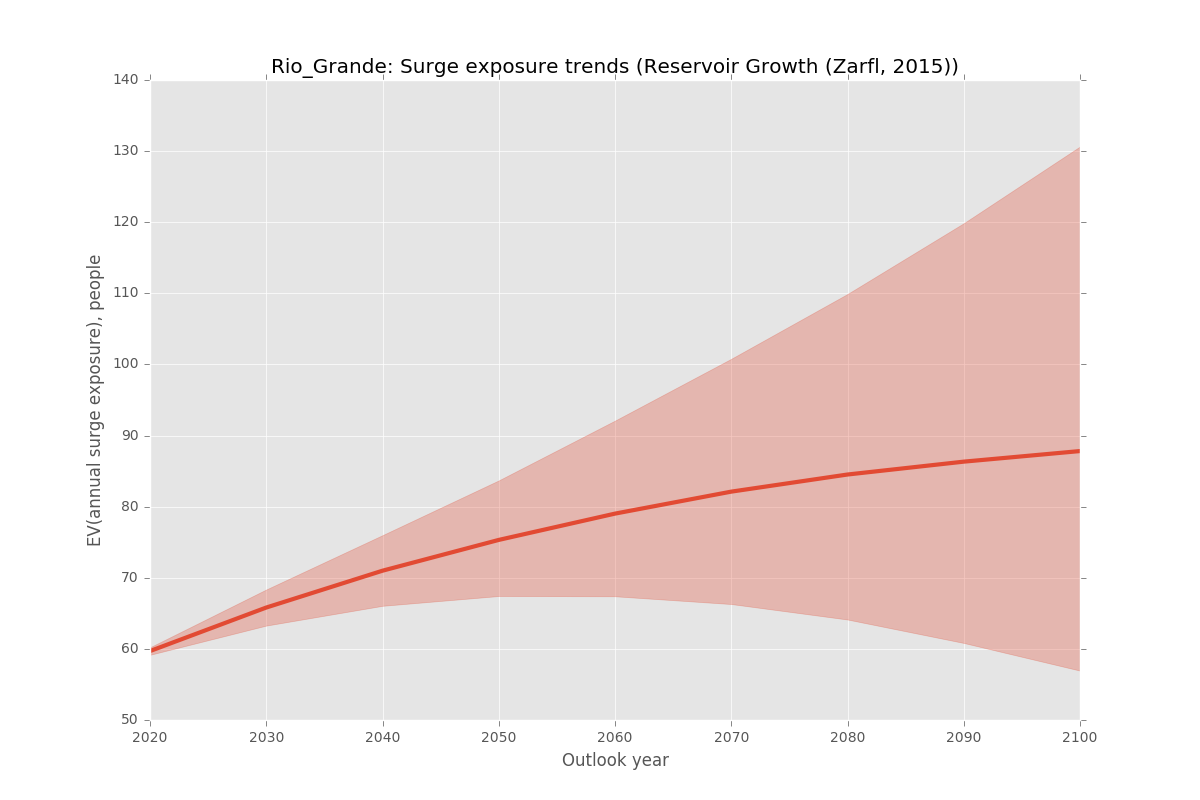 Rio_Grande: Surge exposure trends (Reservoir Growth (Zarfl, 2015))
140
130
120
110
100
90
80
70
60
50
EV(annual surge exposure), people
2020 2030 2040 2050 2060 2070 2080 2090 2100
Outlook year